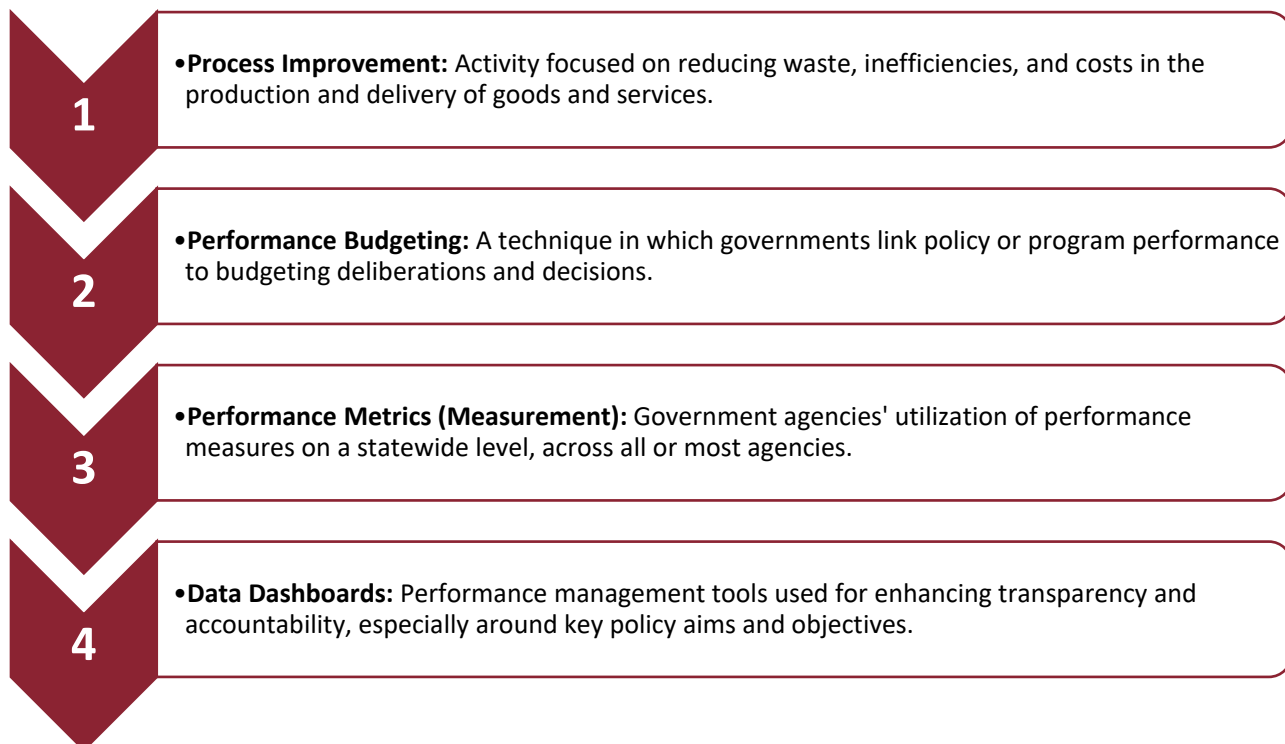 1
•Process Improvement: Activity focused on reducing waste, inefficiencies, and costs in the
production and delivery of goods and services.
2
•Performance Budgeting: A technique in which governments link policy or program performance
to budgeting deliberations and decisions.
3
•Performance Metrics (Measurement): Government agencies' utilization of performance
measures on a statewide level, across all or most agencies.
4
•Data Dashboards: Performance management tools used for enhancing transparency and
accountability, especially around key policy aims and objectives.